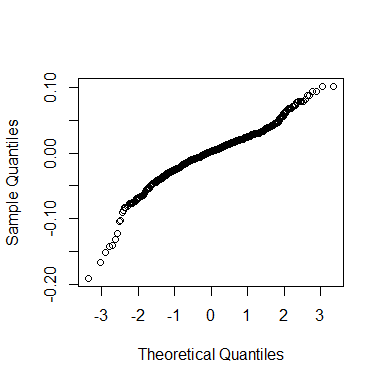 0.10
0.00
-0.10
-0.20
Sample Quantiles
-3 -2 -1 0 1 2 3
Theoretical Quantiles